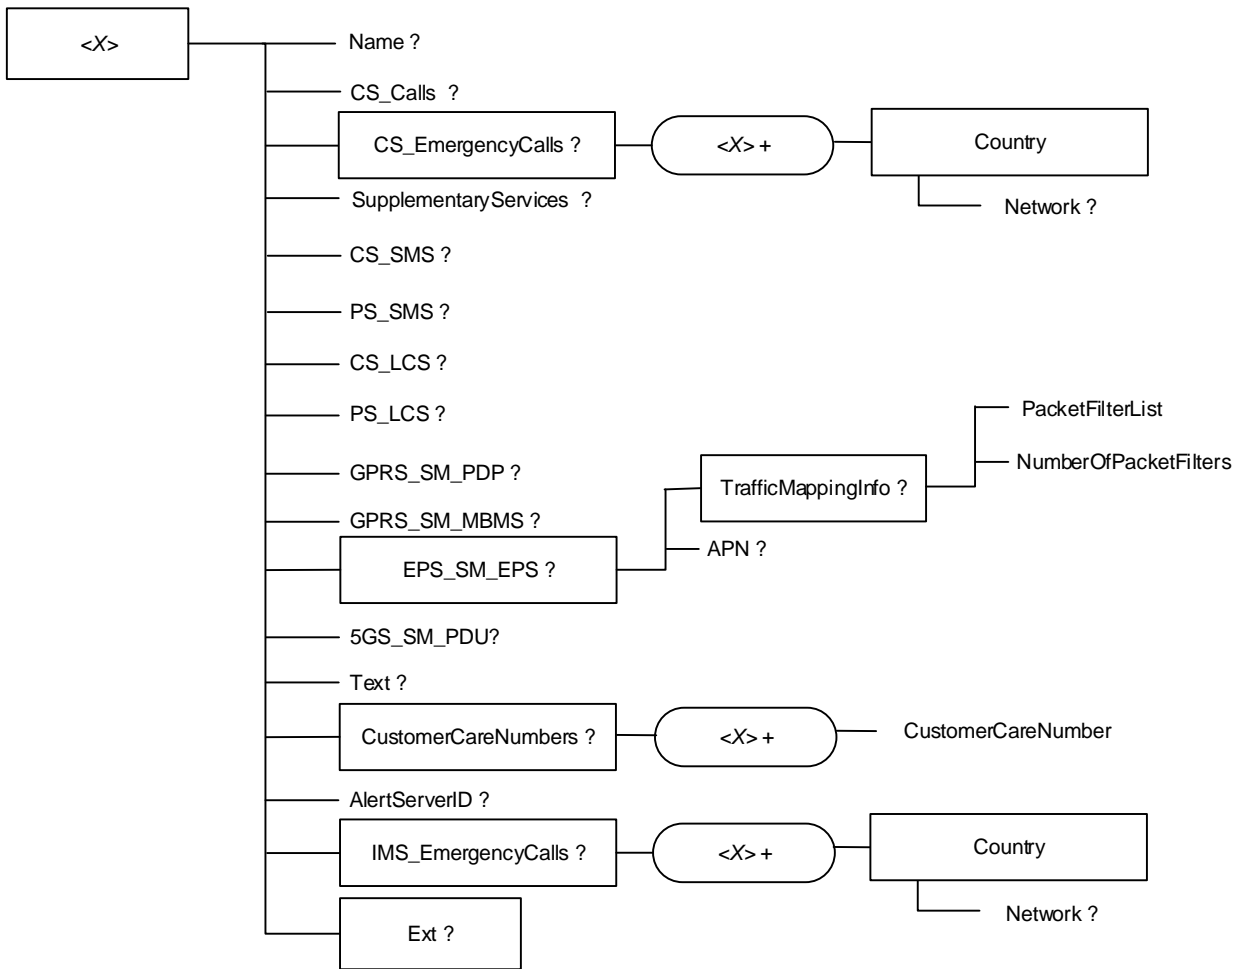 <X>
Name ?
CS_Calls ?
CS_EmergencyCalls ?
<X> +
Country
Network ?
SupplementaryServices ?
CS_SMS ?
PS_SMS ?
CS_LCS ?
PS_LCS ?
PacketFilterList
NumberOfPacketFilters
GPRS_SM_PDP ?
TrafficMappingInfo ?
GPRS_SM_MBMS ?
APN ?
EPS_SM_EPS ?
5GS_SM_PDU?
Text ?
CustomerCareNumbers ?
<X> +
CustomerCareNumber
AlertServerID ?
IMS_EmergencyCalls ?
<X> +
Country
Network ?
Ext ?